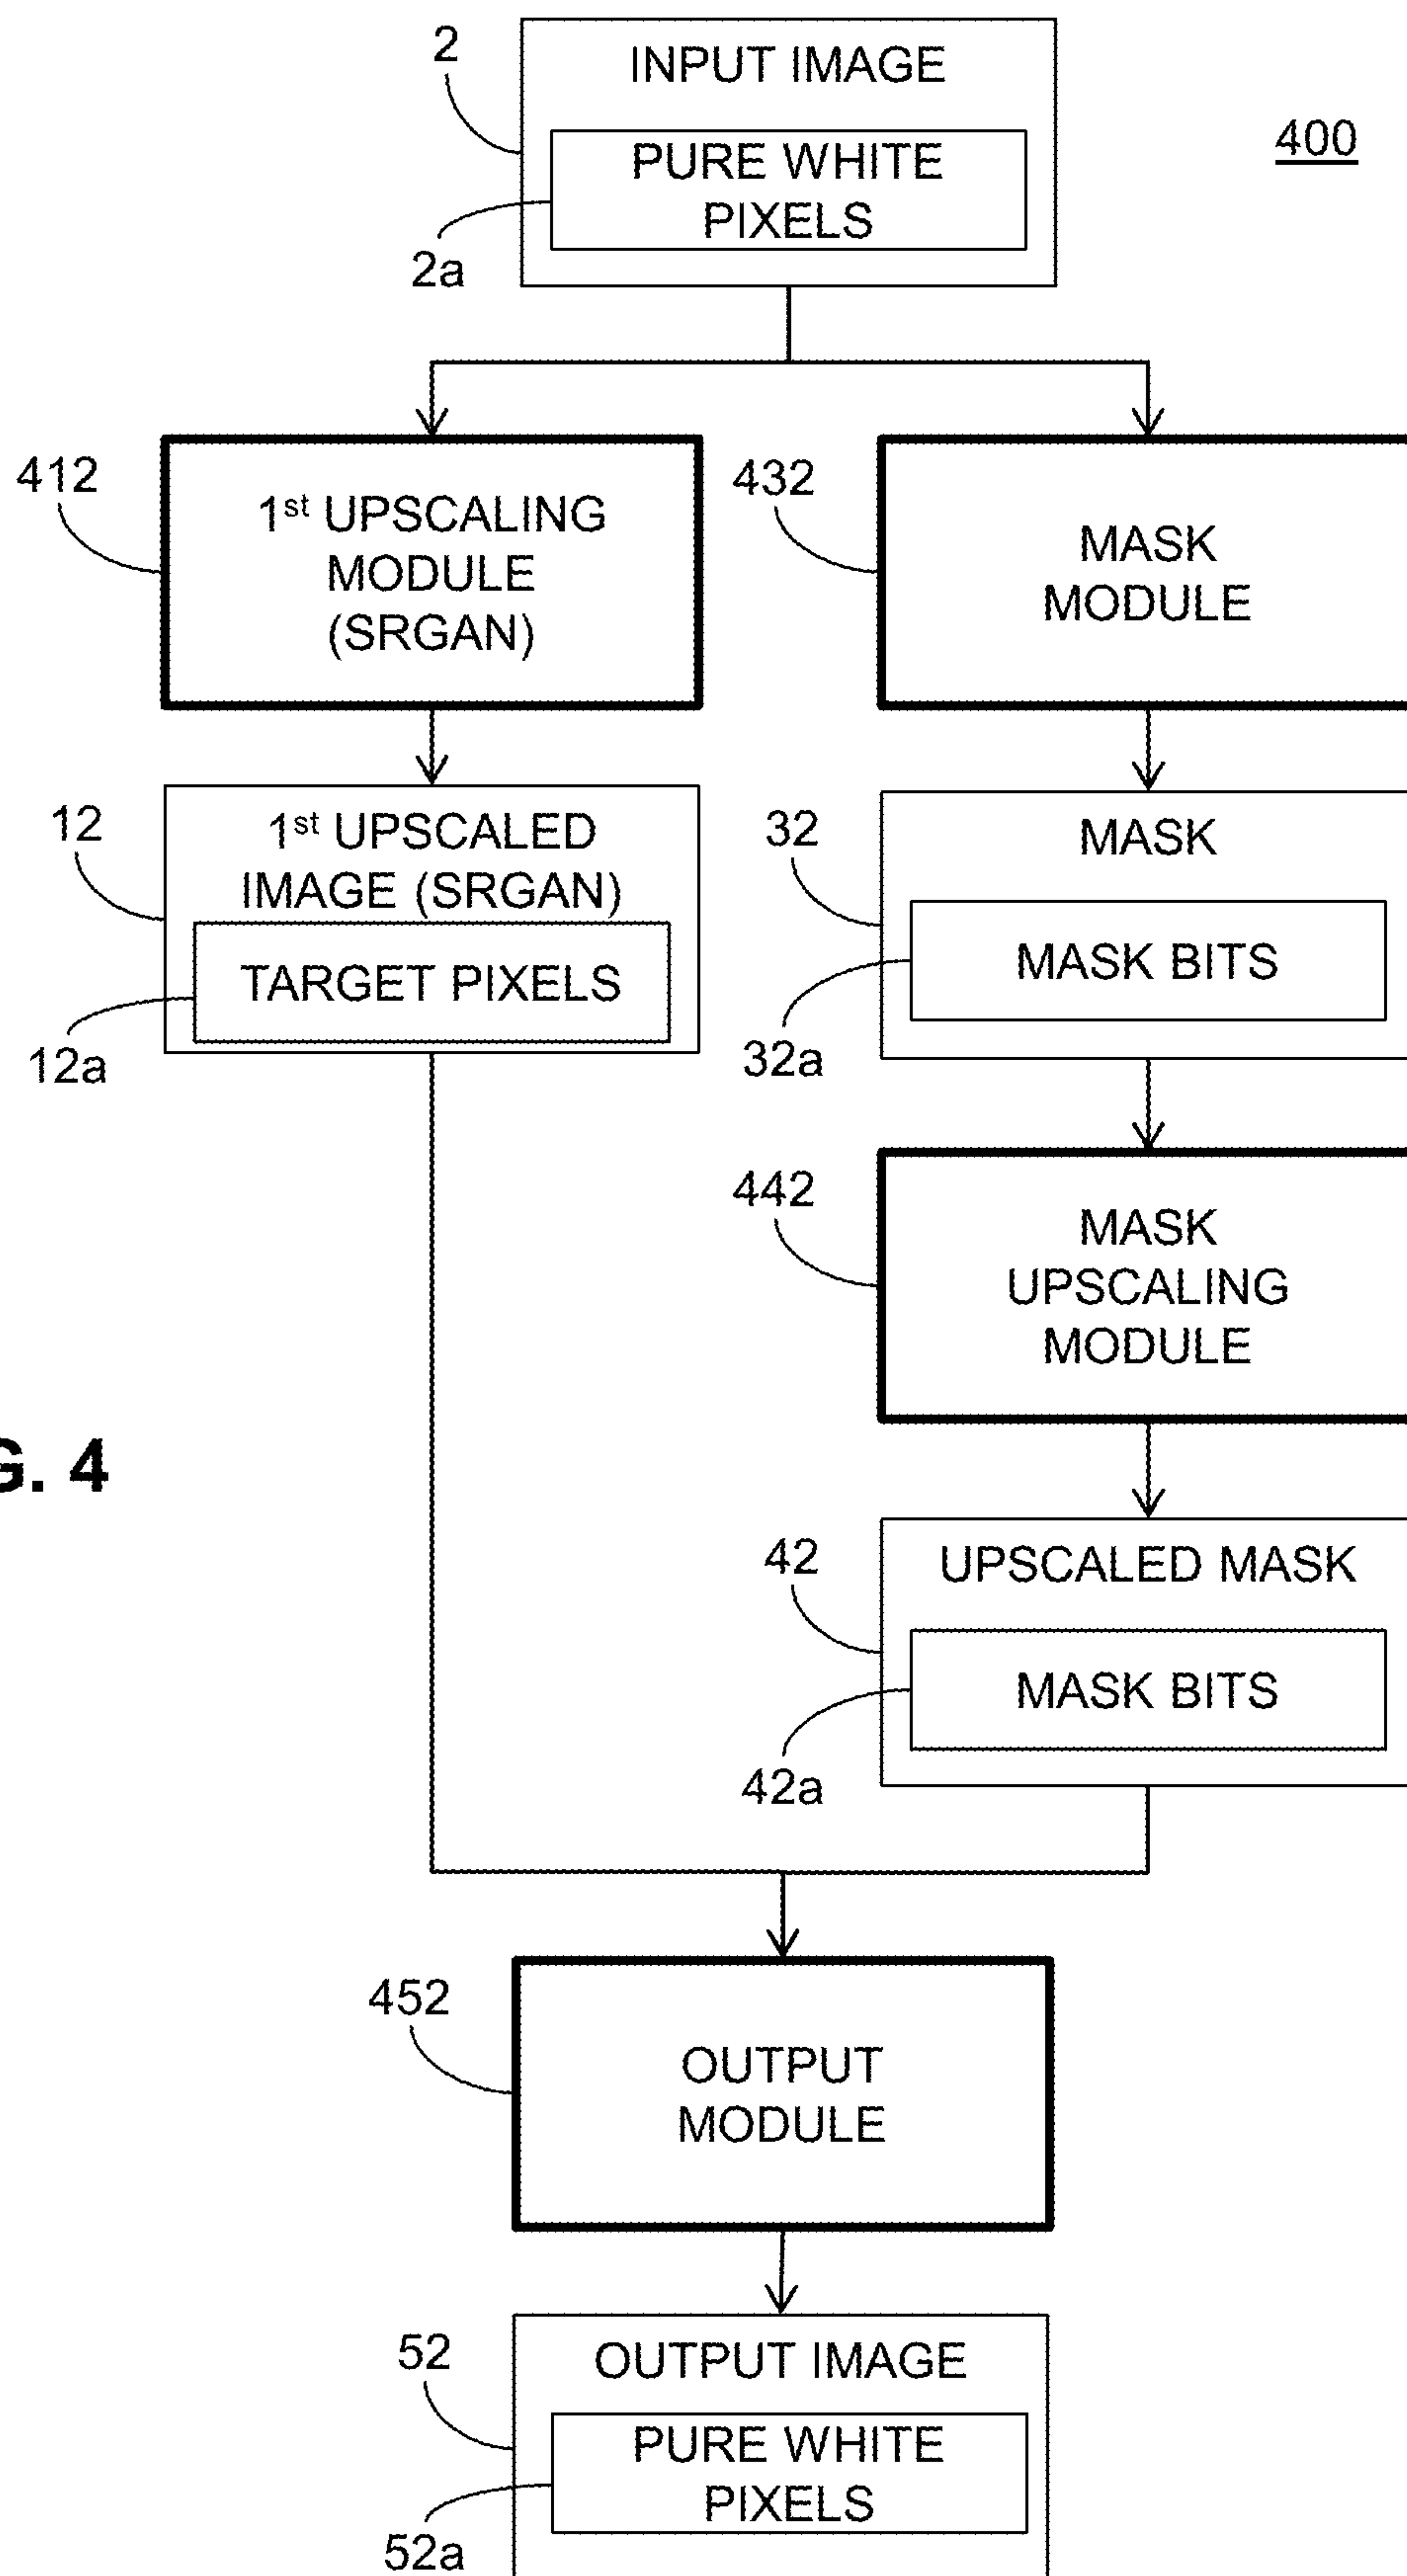 2
INPUT IMAGE
400
PURE WHITE
PIXELS
2a
412
1st UPSCALING
MODULE
(SRGAN)
432
MASK
MODULE
12
1st UPSCALED
IMAGE (SRGAN)
TARGET PIXELS
12a
32
MASK
MASK BITS
32a
442
MASK
UPSCALING
MODULE
G. 4
42
UPSCALED MASK
MASK BITS
42a
452
OUTPUT
MODULE
52
OUTPUT IMAGE
PURE WHITE
PIXELS
52a